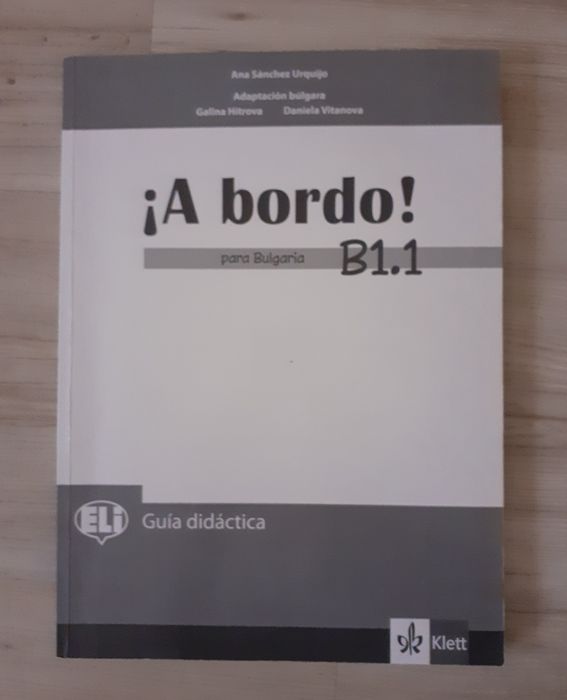 Ana Sánchez Urquijo
Adaptación búlgara
Galina Hitrova Daniela Vitanova
¡A bordo!
para Bulgaria B1.1
ELi
Guía didáctica
Klett